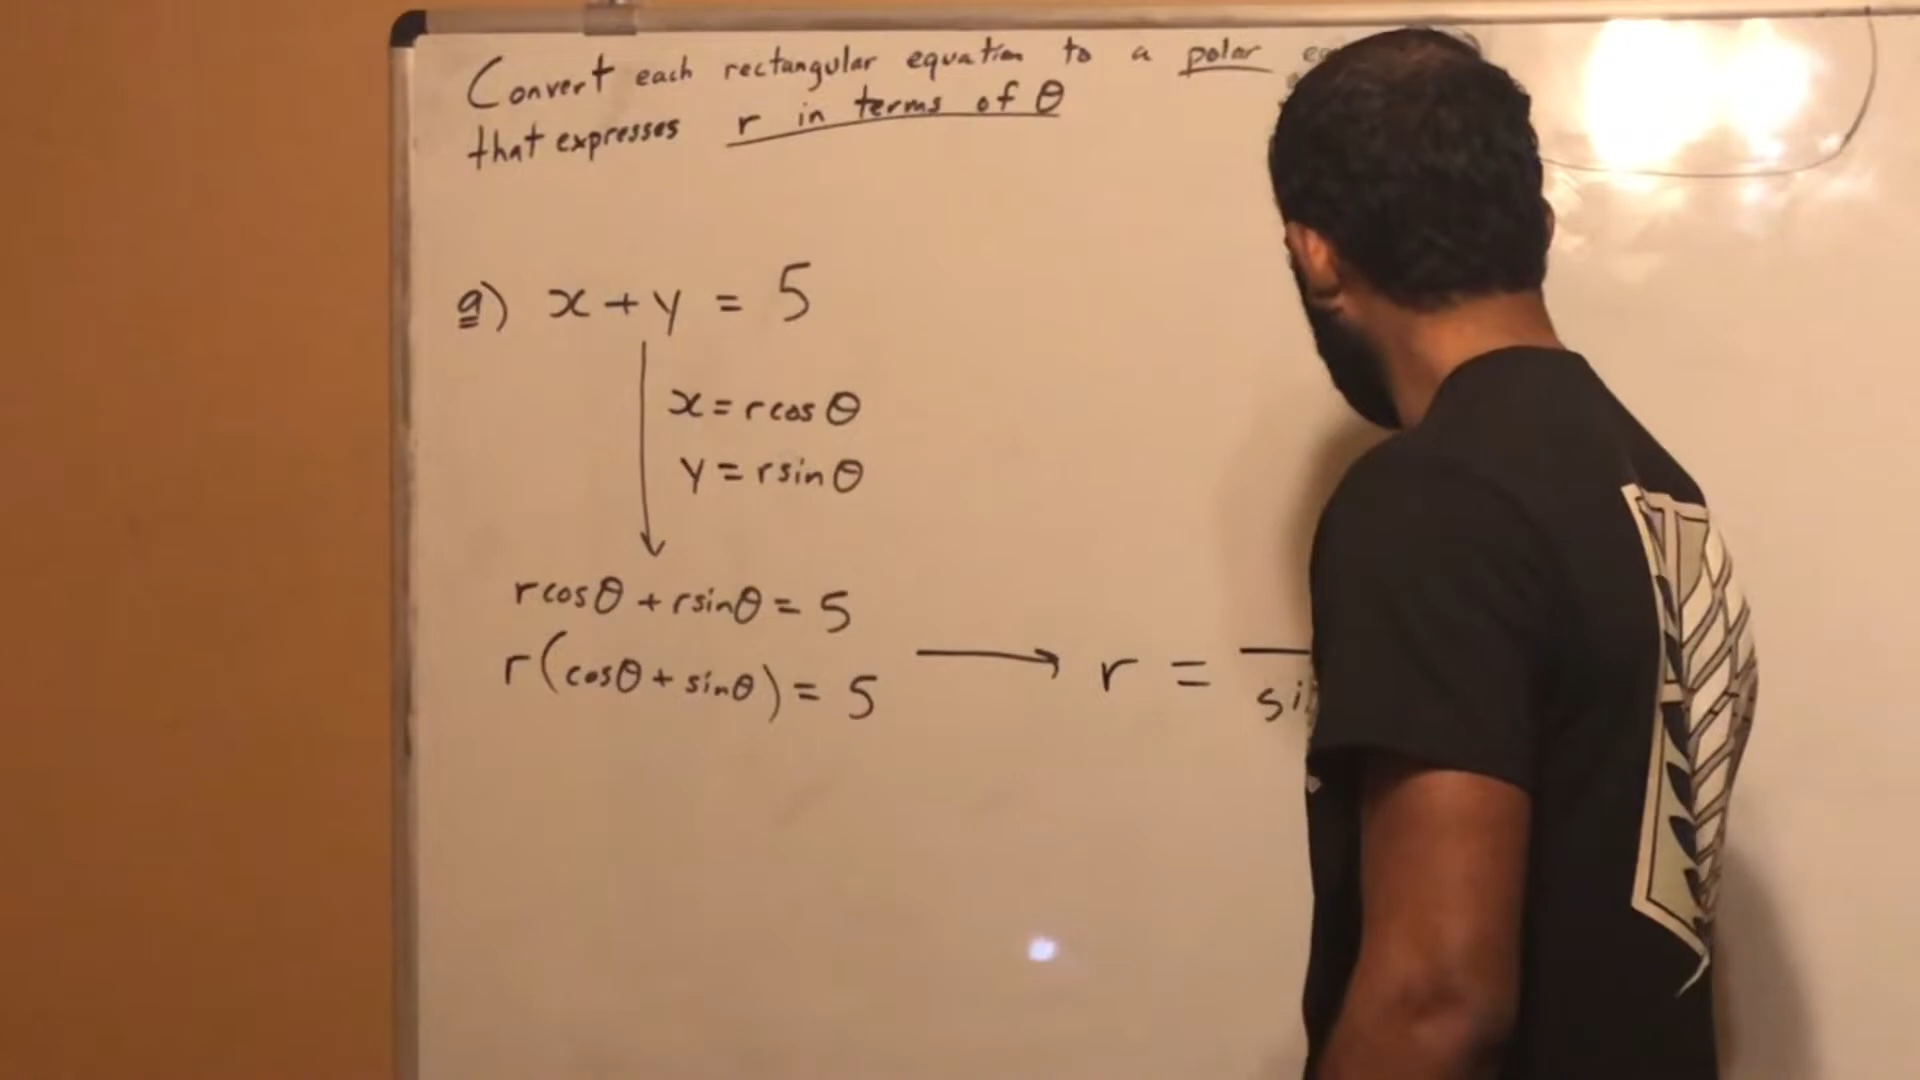 Convert each rectangular equation to a polar
that expresses r in terms of θ
a) x + y = 5
x = r cos θ
y = r sin θ
r cos θ + r sin θ = 5
r (cos θ + sin θ) = 5 → r =